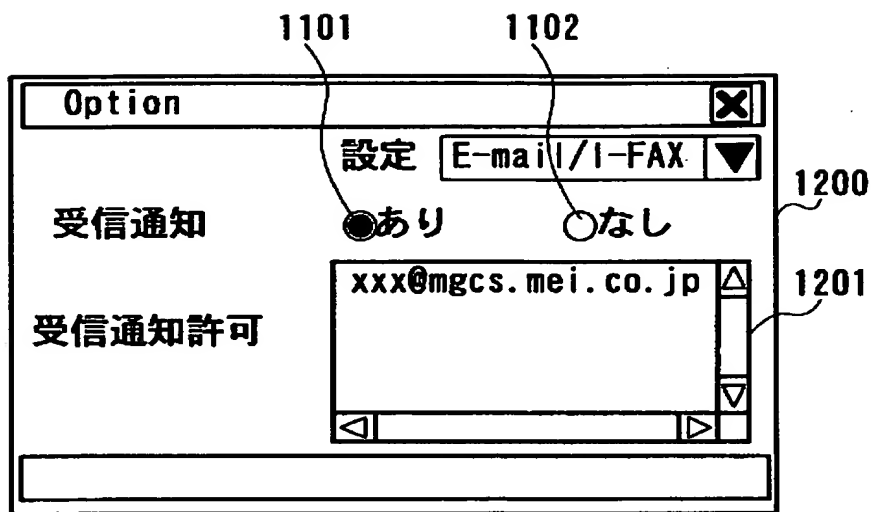 1101 1102
Option
設定 E-mail/I-FAX
1200
受信通知 あり なし
xxx@mgcs.mei.co.jp
1201
受信通知許可